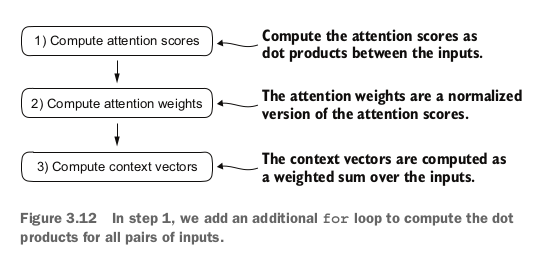 1) Compute attention scores
Compute the attention scores as
dot products between the inputs.
2) Compute attention weights
The attention weights are a normalized
version of the attention scores.
3) Compute context vectors
The context vectors are computed as
a weighted sum over the inputs.
Figure 3.12 In step 1, we add an additional for loop to compute the dot
products for all pairs of inputs.